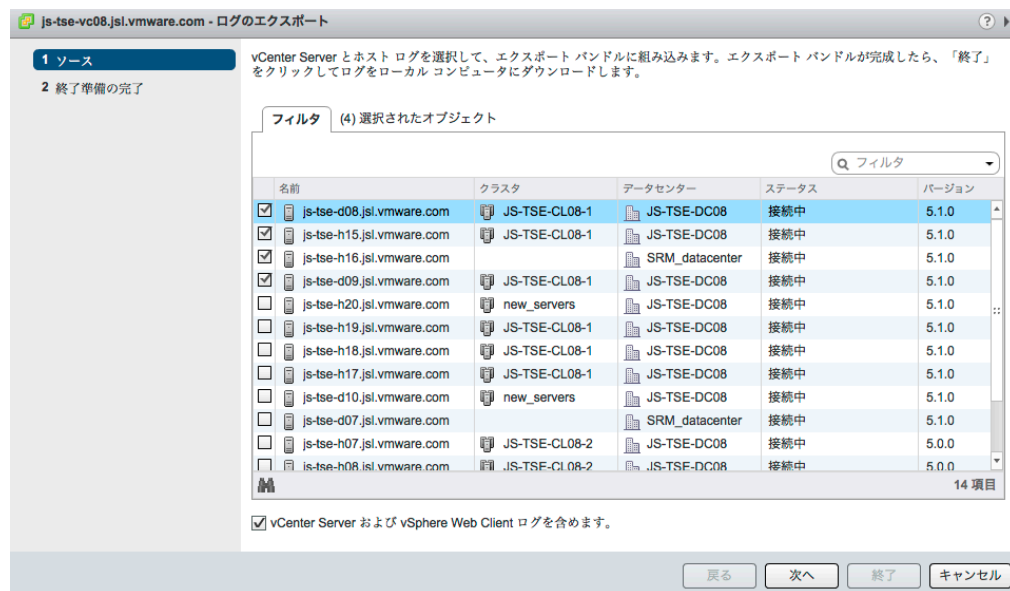 js-tse-vc08.jsl.vmware.com - ログのエクスポート ?
1 ソース
2 終了準備の完了
vCenter Server とホスト ログを選択して、エクスポート バンドルに組み込みます。エクスポート バンドルが完成したら、「終了」
をクリックしてログをローカル コンピュータにダウンロードします。
フィルタ (4) 選択されたオブジェクト
フィルタ
名前 クラスタ データセンター ステータス バージョン
js-tse-d08.jsl.vmware.com JS-TSE-CL08-1 JS-TSE-DC08 接続中 5.1.0
js-tse-h15.jsl.vmware.com JS-TSE-CL08-1 JS-TSE-DC08 接続中 5.1.0
js-tse-h16.jsl.vmware.com SRM_datacenter 接続中 5.1.0
js-tse-d09.jsl.vmware.com JS-TSE-CL08-1 JS-TSE-DC08 接続中 5.1.0
js-tse-h20.jsl.vmware.com new_servers JS-TSE-DC08 接続中 5.1.0
js-tse-h19.jsl.vmware.com JS-TSE-CL08-1 JS-TSE-DC08 接続中 5.1.0
js-tse-h18.jsl.vmware.com JS-TSE-CL08-1 JS-TSE-DC08 接続中 5.1.0
js-tse-h17.jsl.vmware.com JS-TSE-CL08-1 JS-TSE-DC08 接続中 5.1.0
js-tse-d10.jsl.vmware.com new_servers JS-TSE-DC08 接続中 5.1.0
js-tse-d07.jsl.vmware.com SRM_datacenter 接続中 5.1.0
js-tse-h07.jsl.vmware.com JS-TSE-CL08-2 JS-TSE-DC08 接続中 5.0.0
js-tse-h08.jsl.vmware.com JS-TSE-CL08-2 JS-TSE-DC08 接続中 5.0.0
14 項目
vCenter Server および vSphere Web Client ログを含めます。
戻る 次へ 終了 キャンセル